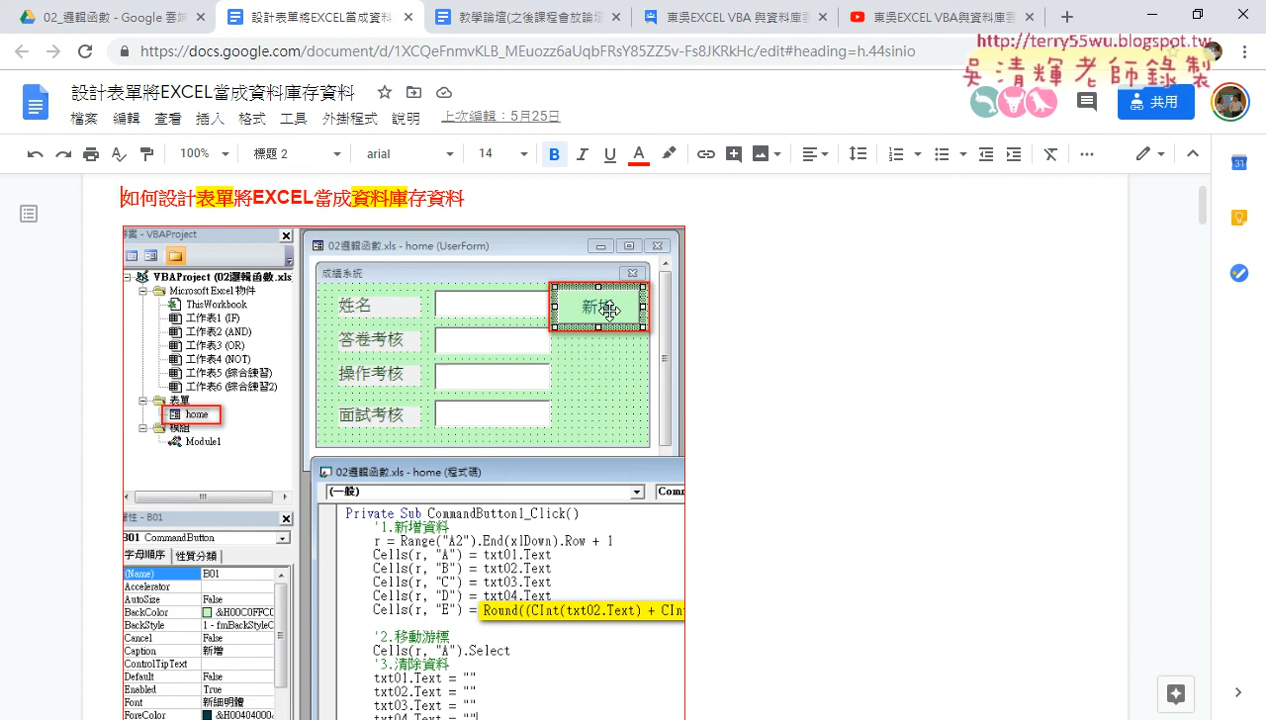 02_邏輯函數 - Google 雲端
設計表單將EXCEL當成資料
教學論壇(之後課程會放論壇
東吳EXCEL VBA 與資料庫雲
東吳EXCEL VBA與資料庫雲
https://docs.google.com/document/d/1XCQeFnmvKLB_MEuozz6aUqbFRsY85ZZ5v-Fs8JKRkHc/edit#heading=h.44sinio
http://terry55wu.blogspot.tw
吳清輝老師錄製
設計表單將EXCEL當成資料庫存資料
檔案 編輯 查看 插入 格式 工具 外掛程式 說明 上次編輯：5月25日
共用
100% 標題 2 arial 14 B I U A
如何設計表單將EXCEL當成資料庫存資料
專案 - VBAProject
VBAProject (02邏輯函數.xls
Microsoft Excel 物件
ThisWorkbook
工作表1 (IF)
工作表2 (AND)
工作表3 (OR)
工作表4 (NOT)
工作表5 (綜合練習)
工作表6 (綜合練習2)
表單
home
模組
Module1
02邏輯函數.xls - home (UserForm)
成績系統
姓名
新增
答卷考核
操作考核
面試考核
屬性 - B01
B01 CommandButton
字母順序 性質分類
(Name) B01
Accelerator
AutoSize False
BackColor &H00C0FFC0
BackStyle 1 - fmBackStyleO
Cancel False
Caption 新增
ControlTipText
Default False
Enabled True
Font 新細明體
ForeColor &H00404000
02邏輯函數.xls - home (程式碼)
(一般) Comm
Private Sub CommandButton1_Click()
'1.新增資料
r = Range("A2").End(xlDown).Row + 1
Cells(r, "A") = txt01.Text
Cells(r, "B") = txt02.Text
Cells(r, "C") = txt03.Text
Cells(r, "D") = txt04.Text
Cells(r, "E") = Round((CInt(txt02.Text) + CIn
'2.移動游標
Cells(r, "A").Select
'3.清除資料
txt01.Text = ""
txt02.Text = ""
txt03.Text = ""
txt04.Text = ""